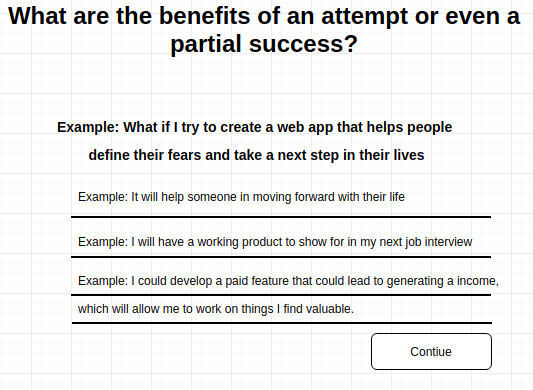 What are the benefits of an attempt or even a
partial success?
Example: What if I try to create a web app that helps people
define their fears and take a next step in their lives
Example: It will help someone in moving forward with their life
Example: I will have a working product to show for in my next job interview
Example: I could develop a paid feature that could lead to generating a income,
which will allow me to work on things I find valuable.
Contiue